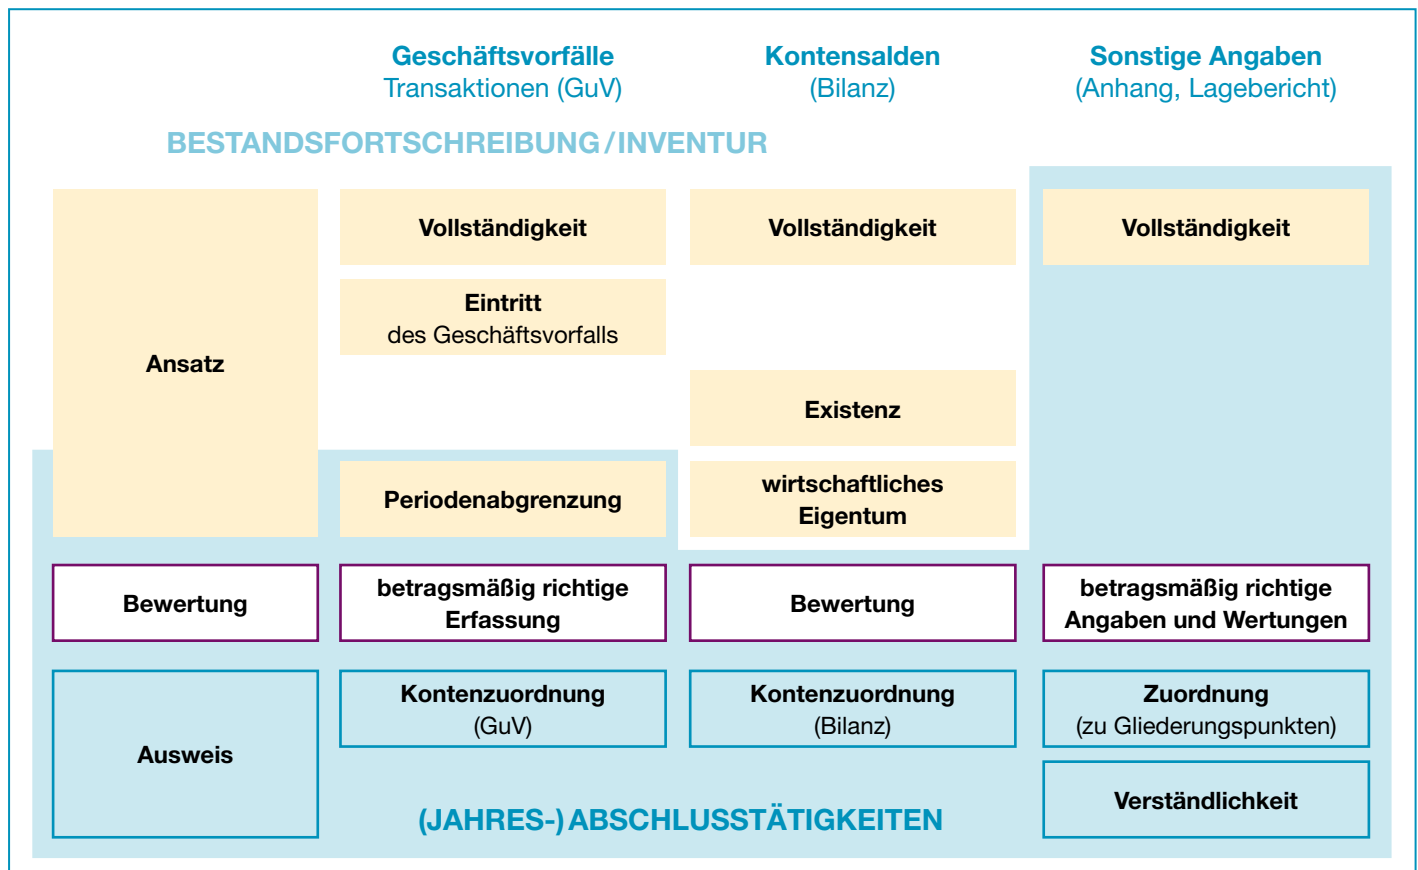 Geschäftsvorfälle
Transaktionen (GuV)
Kontensalden
(Bilanz)
Sonstige Angaben
(Anhang, Lagebericht)
BESTANDSFORTSCHREIBUNG/INVENTUR
Ansatz
Vollständigkeit
Vollständigkeit
Vollständigkeit
Eintritt
des Geschäftsvorfalls
Existenz
Periodenabgrenzung
wirtschaftliches
Eigentum
Bewertung
betragsmäßig richtige
Erfassung
Bewertung
betragsmäßig richtige
Angaben und Wertungen
Ausweis
Kontenzuordnung
(GuV)
Kontenzuordnung
(Bilanz)
Zuordnung
(zu Gliederungspunkten)
Verständlichkeit
(JAHRES-) ABSCHLUSSTÄTIGKEITEN